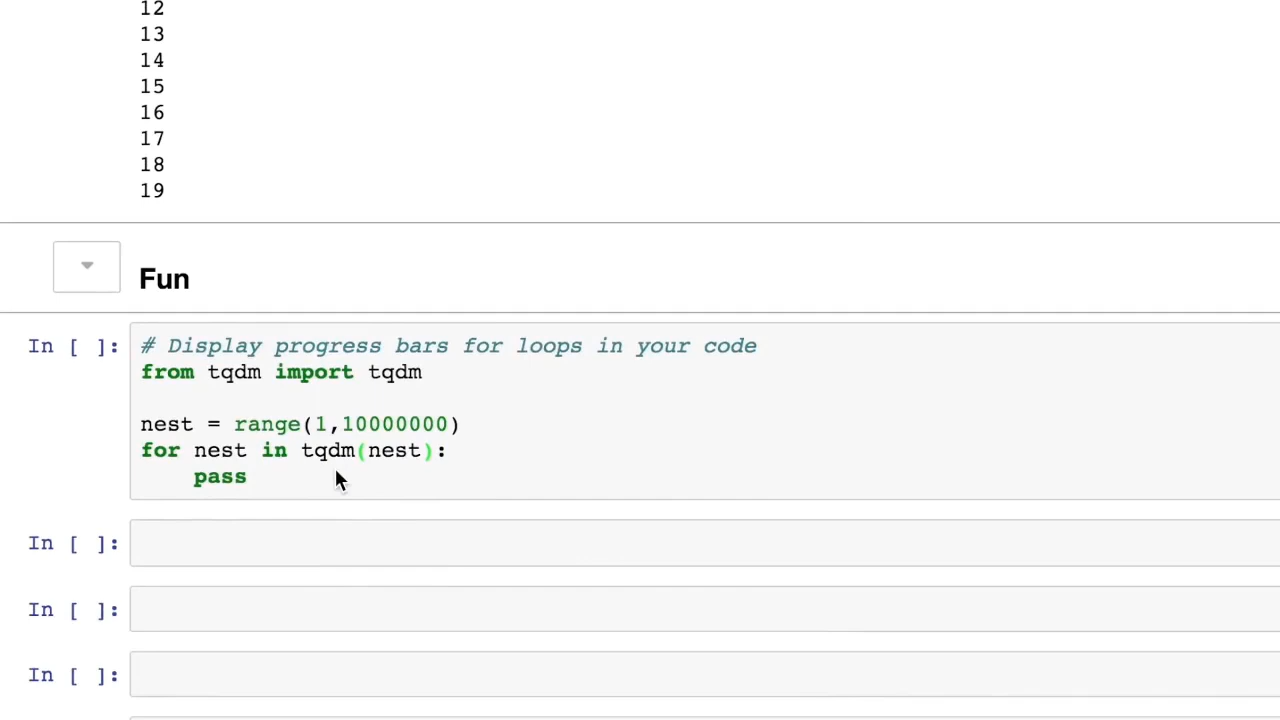 12
13
14
15
16
17
18
19
Fun
In [ ]:
# Display progress bars for loops in your code
from tqdm import tqdm
nest = range(1,10000000)
for nest in tqdm(nest):
    pass
In [ ]:
In [ ]:
In [ ]: